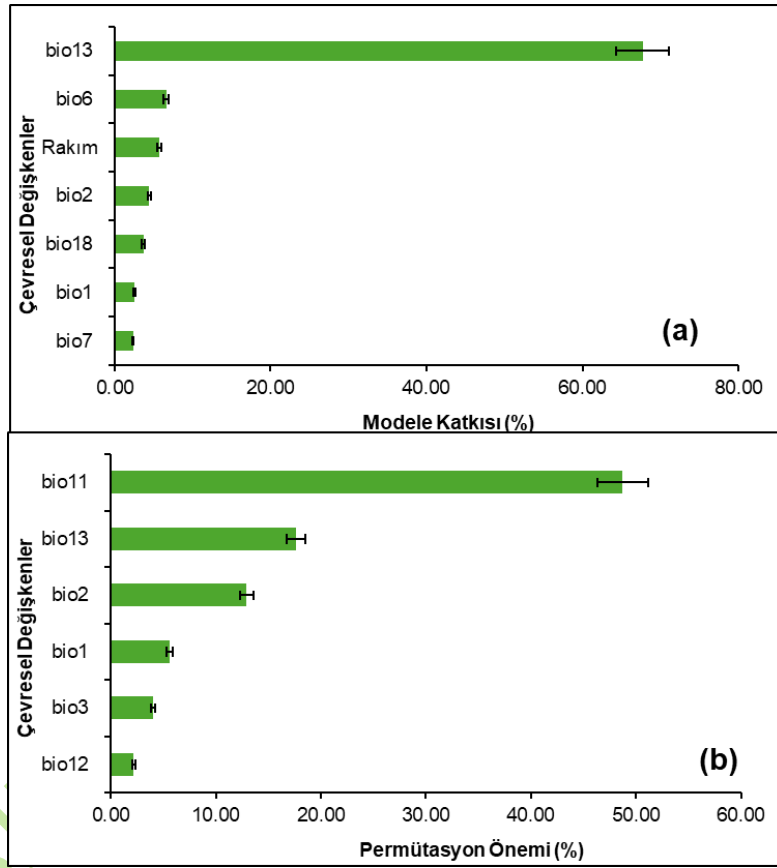 Çevresel Değişkenler
bio13
bio6
Rakım
bio2
bio18
bio1
bio7
(a)
0.00 20.00 40.00 60.00 80.00
Modele Katkısı (%)
Çevresel Değişkenler
bio11
bio13
bio2
bio1
bio3
bio12
(b)
0.00 10.00 20.00 30.00 40.00 50.00 60.00
Permütasyon Önemi (%)